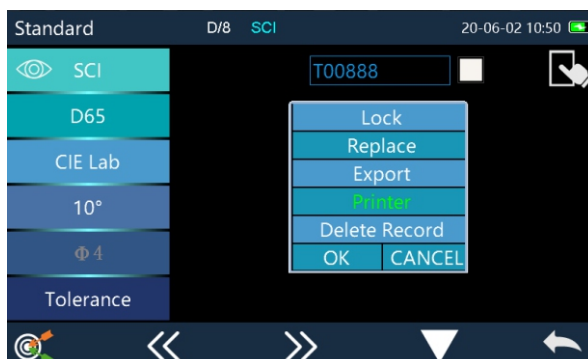 Standard D/8 SCI 20-06-02 10:50
SCI
T00888
D65
CIE Lab
10°
Φ4
Tolerance
Lock
Replace
Export
Printer
Delete Record
OK CANCEL